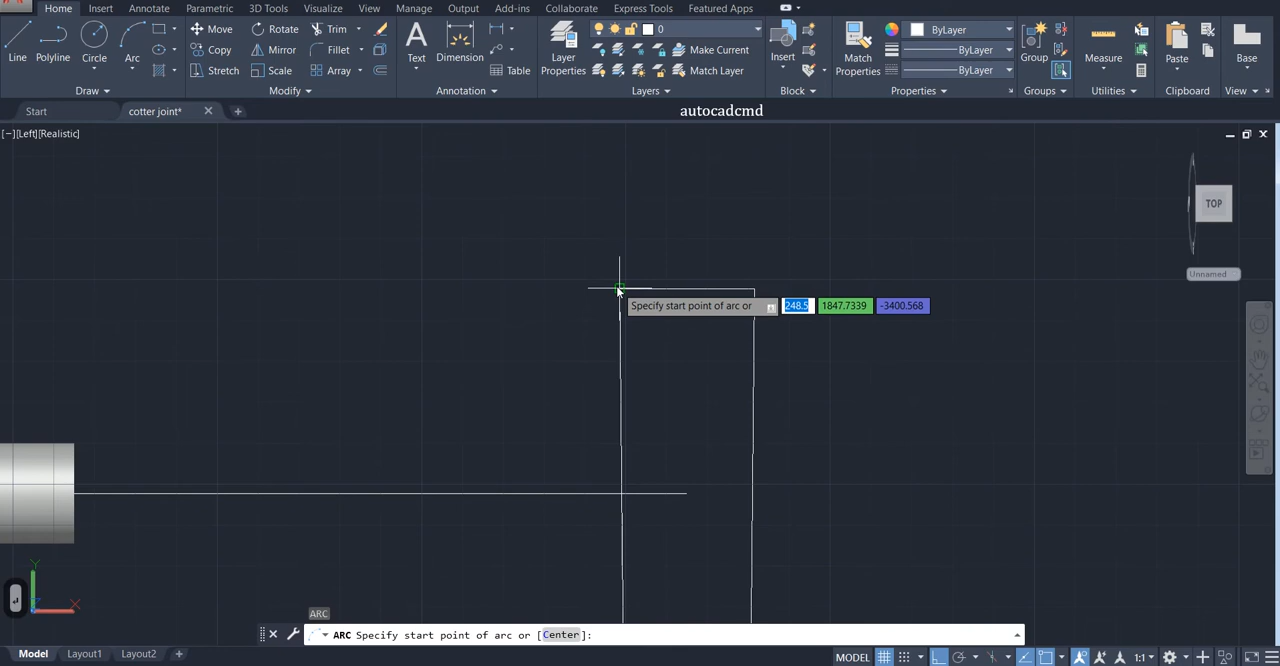 Home Insert Annotate Parametric 3D Tools Visualize View Manage Output Add-ins Collaborate Express Tools Featured Apps
Line Polyline Circle Arc
Move Rotate Trim
Copy Mirror Fillet
Stretch Scale Array
Text Dimension Table
Layer Properties
0
Make Current
Match Layer
Insert
Match Properties
ByLayer
ByLayer
ByLayer
Group
Measure
Paste
Base
Draw Modify Annotation Layers Block Properties Groups Utilities Clipboard View
Start cotter joint*
autocadcmd
[−][Left][Realistic]
TOP
Unnamed
Specify start point of arc or 248.5 1847.7339 -3400.568
Y
X
ARC
ARC Specify start point of arc or [Center]:
Model Layout1 Layout2 +
MODEL 1:1